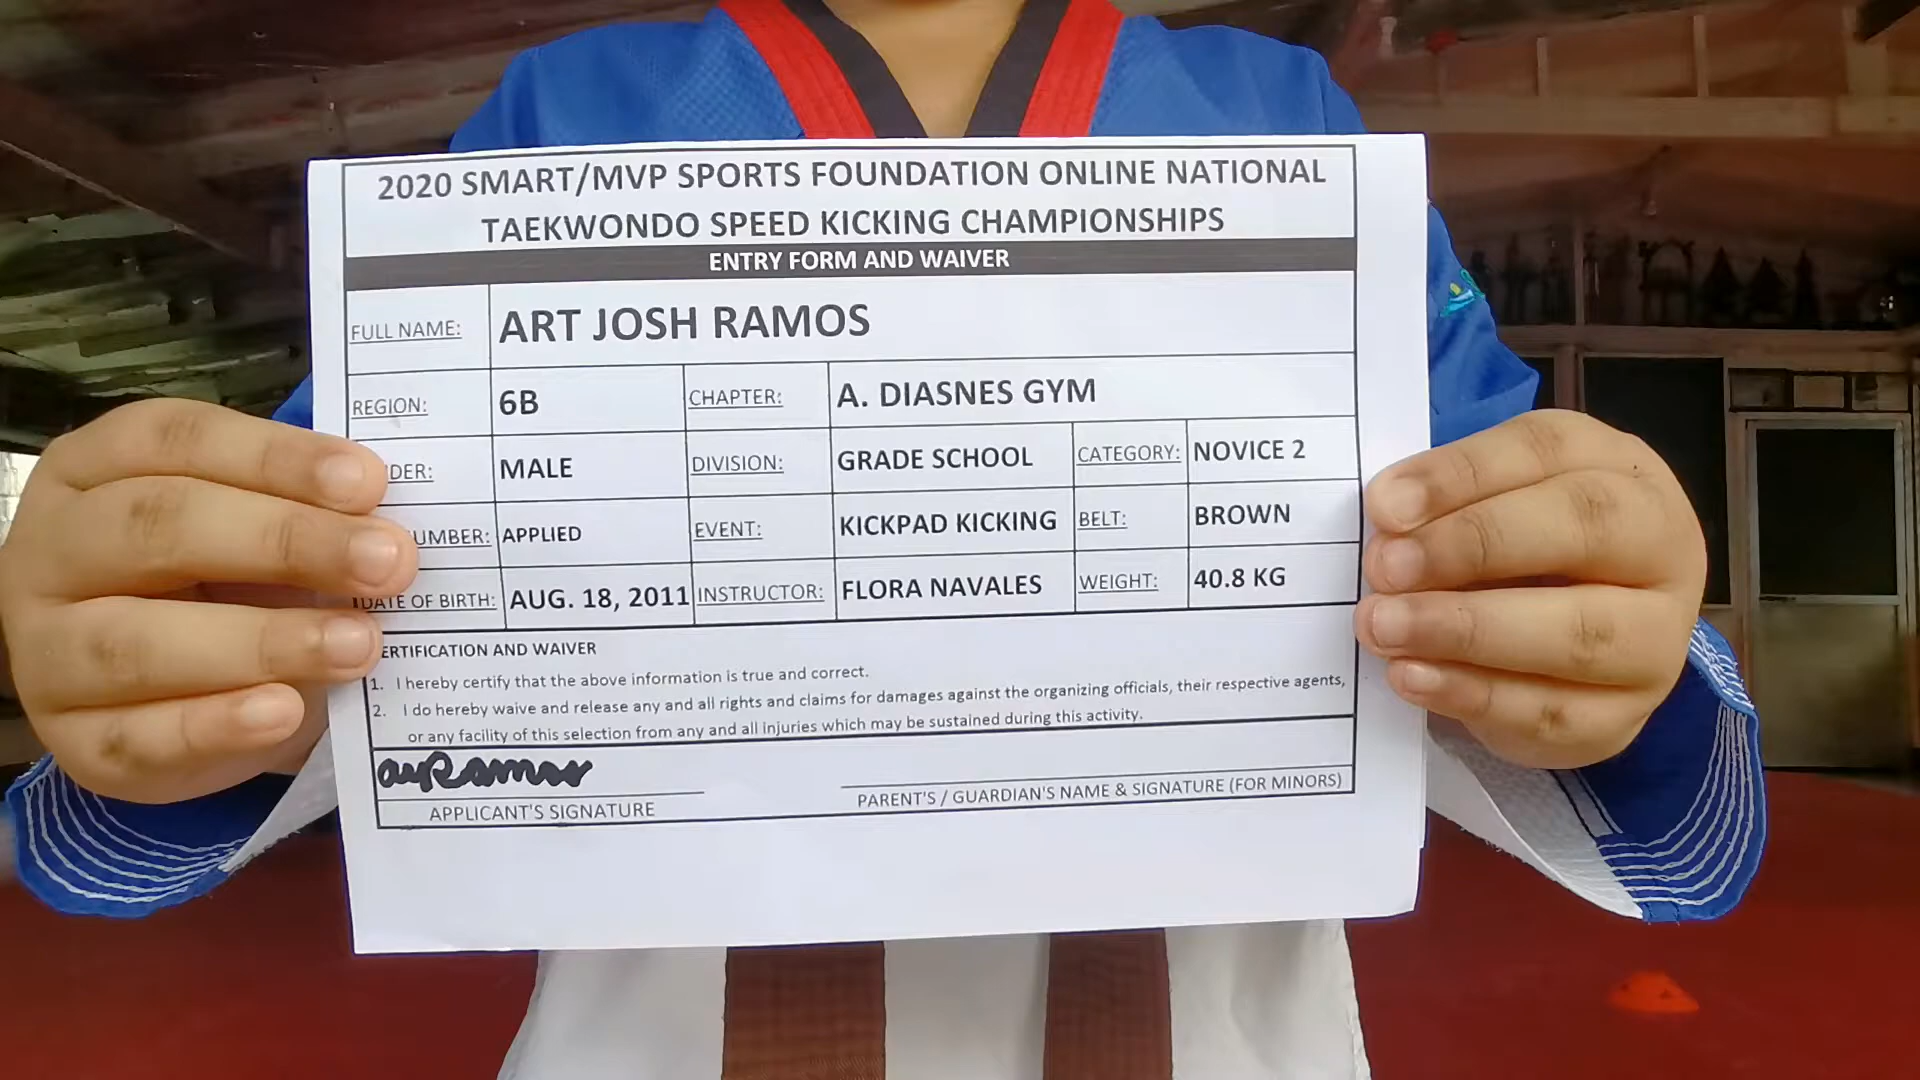 2020 SMART/MVP SPORTS FOUNDATION ONLINE NATIONAL
TAEKWONDO SPEED KICKING CHAMPIONSHIPS
ENTRY FORM AND WAIVER
FULL NAME: ART JOSH RAMOS
REGION: 6B CHAPTER: A. DIASNES GYM
DER: MALE DIVISION: GRADE SCHOOL CATEGORY: NOVICE 2
UMBER: APPLIED EVENT: KICKPAD KICKING BELT: BROWN
DATE OF BIRTH: AUG. 18, 2011 INSTRUCTOR: FLORA NAVALES WEIGHT: 40.8 KG
ERTIFICATION AND WAIVER
1. I hereby certify that the above information is true and correct.
2. I do hereby waive and release any and all rights and claims for damages against the organizing officials, their respective agents,
or any facility of this selection from any and all injuries which may be sustained during this activity.
APPLICANT'S SIGNATURE PARENT'S / GUARDIAN'S NAME & SIGNATURE (FOR MINORS)